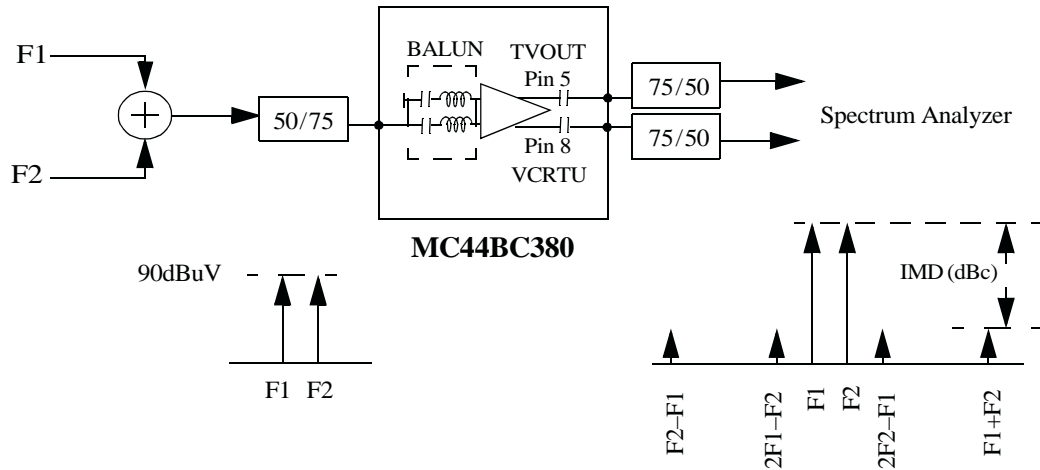 F1
F2
+
50/75
BALUN
TVOUT
Pin 5
Pin 8
VCRTU
75/50
75/50
Spectrum Analyzer
MC44BC380
90dBuV
F1
F2
IMD (dBc)
F2–F1
2F1–F2
F1
F2
2F2–F1
F1+F2